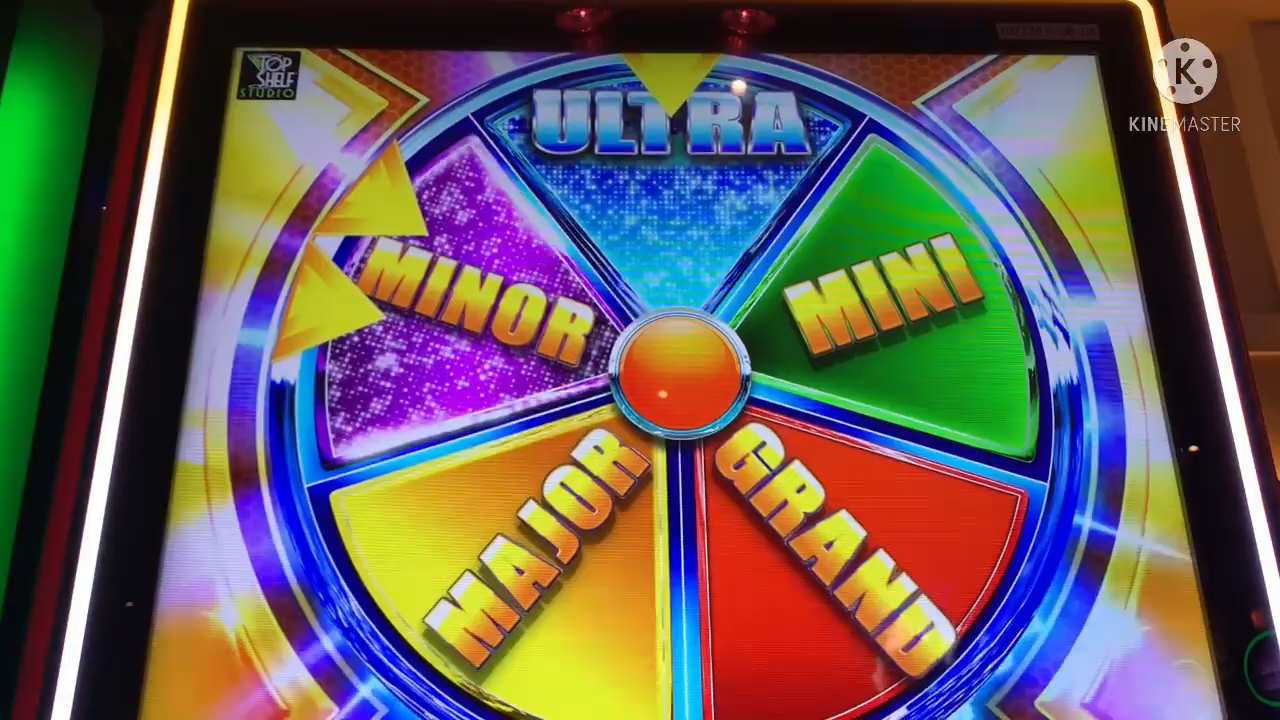 TOP
SHELF
STUDIO
K
KINEMASTER
ULTRA
MINOR
MINI
MAJOR
GRAND